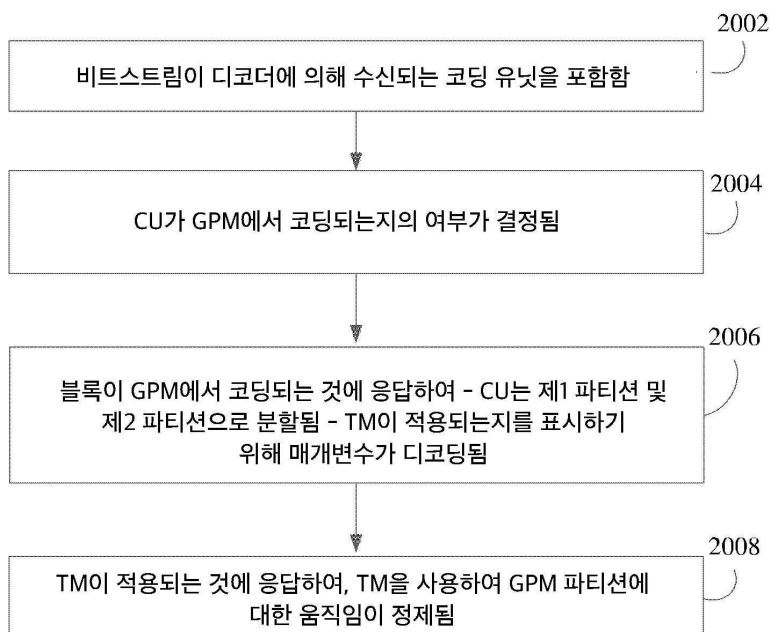 2002
비트스트림이 디코더에 의해 수신되는 코딩 유닛을 포함함
2004
CU가 GPM에서 코딩되는지의 여부가 결정됨
2006
블록이 GPM에서 코딩되는 것에 응답하여 - CU는 제1 파티션 및
제2 파티션으로 분할됨 - TM이 적용되는지를 표시하기
위해 매개변수가 디코딩됨
2008
TM이 적용되는 것에 응답하여, TM을 사용하여 GPM 파티션에
대한 움직임이 정제됨